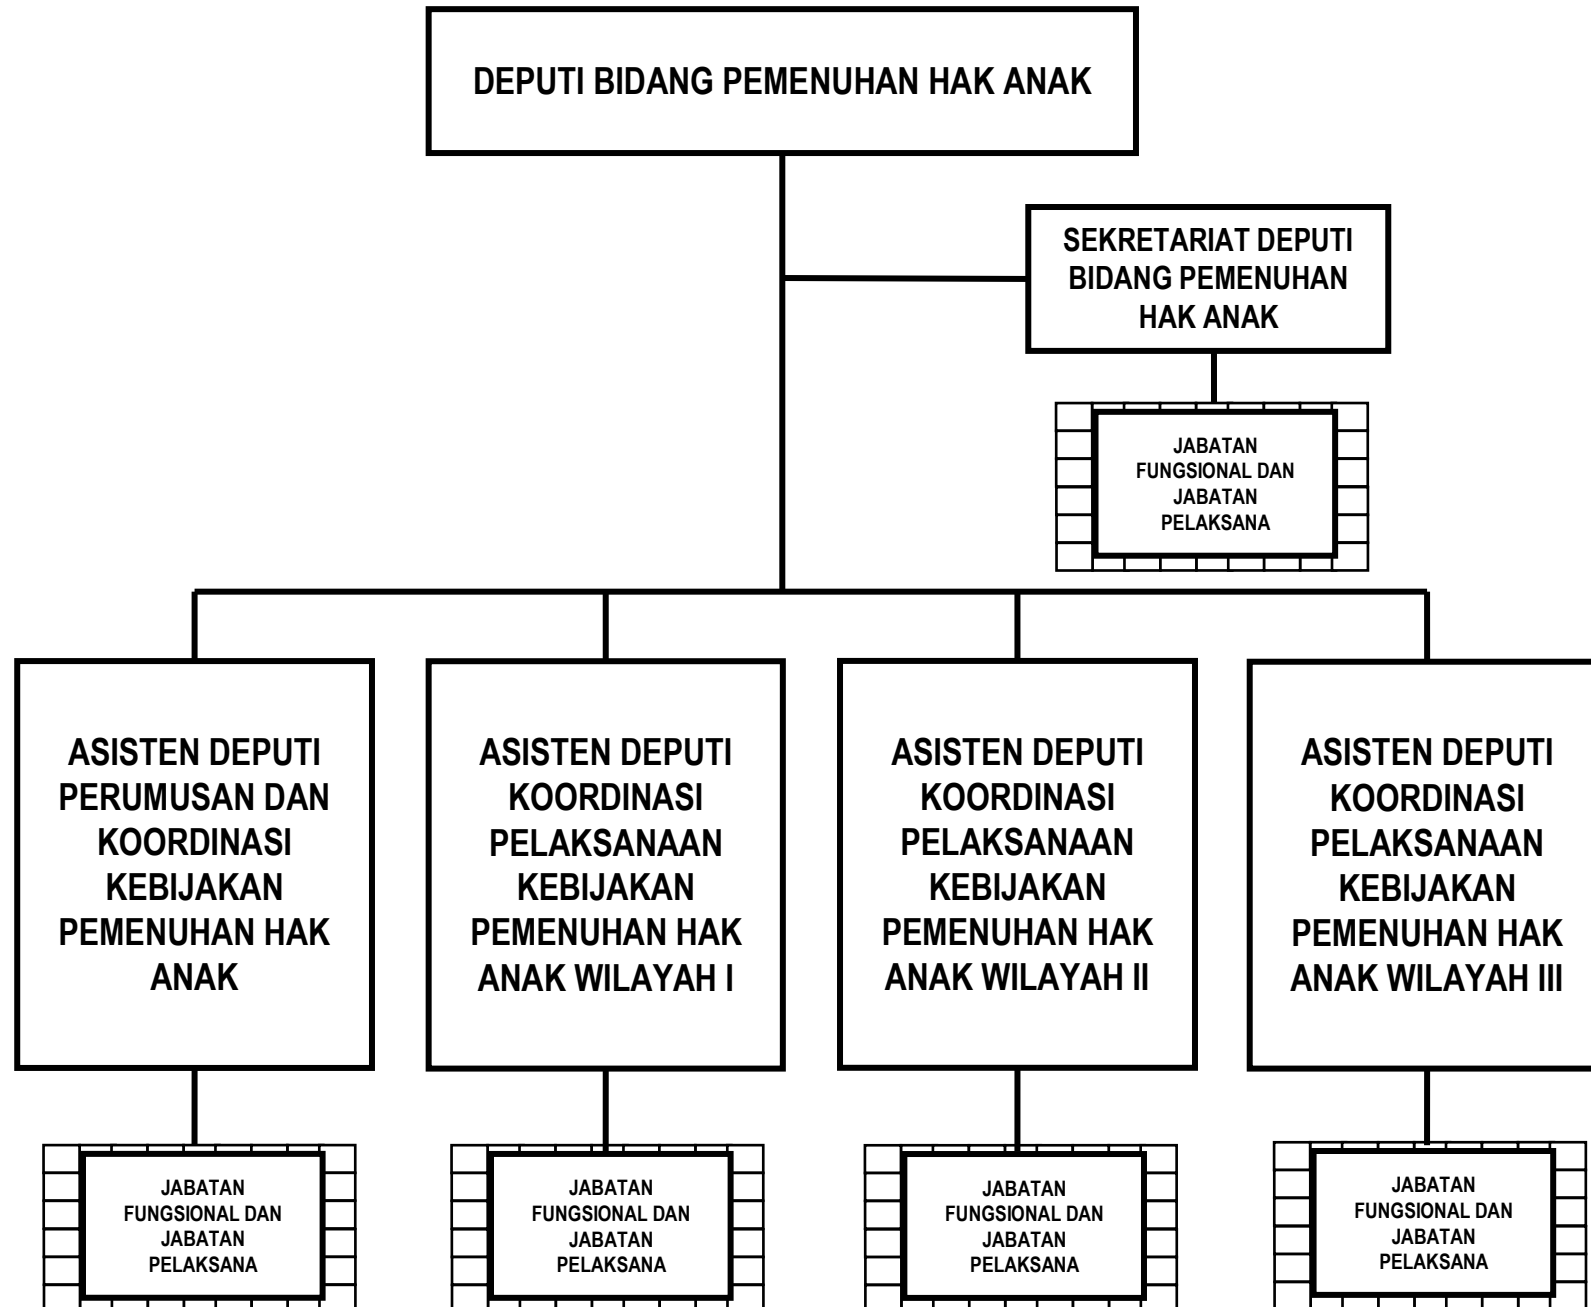 DEPUTI BIDANG PEMENUHAN HAK ANAK
SEKRETARIAT DEPUTI
BIDANG PEMENUHAN
HAK ANAK
JABATAN
FUNGSIONAL DAN
JABATAN
PELAKSANA
ASISTEN DEPUTI
PERUMUSAN DAN
KOORDINASI
KEBIJAKAN
PEMENUHAN HAK
ANAK
ASISTEN DEPUTI
KOORDINASI
PELAKSANAAN
KEBIJAKAN
PEMENUHAN HAK
ANAK WILAYAH I
ASISTEN DEPUTI
KOORDINASI
PELAKSANAAN
KEBIJAKAN
PEMENUHAN HAK
ANAK WILAYAH II
ASISTEN DEPUTI
KOORDINASI
PELAKSANAAN
KEBIJAKAN
PEMENUHAN HAK
ANAK WILAYAH III
JABATAN
FUNGSIONAL DAN
JABATAN
PELAKSANA
JABATAN
FUNGSIONAL DAN
JABATAN
PELAKSANA
JABATAN
FUNGSIONAL DAN
JABATAN
PELAKSANA
JABATAN
FUNGSIONAL DAN
JABATAN
PELAKSANA